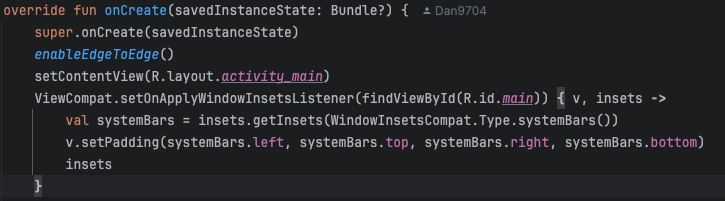 override fun onCreate(savedInstanceState: Bundle?) { Dan9704
super.onCreate(savedInstanceState)
enableEdgeToEdge()
setContentView(R.layout.activity_main)
ViewCompat.setOnApplyWindowInsetsListener(findViewById(R.id.main)) { v, insets ->
val systemBars = insets.getInsets(WindowInsetsCompat.Type.systemBars())
v.setPadding(systemBars.left, systemBars.top, systemBars.right, systemBars.bottom)
insets
}